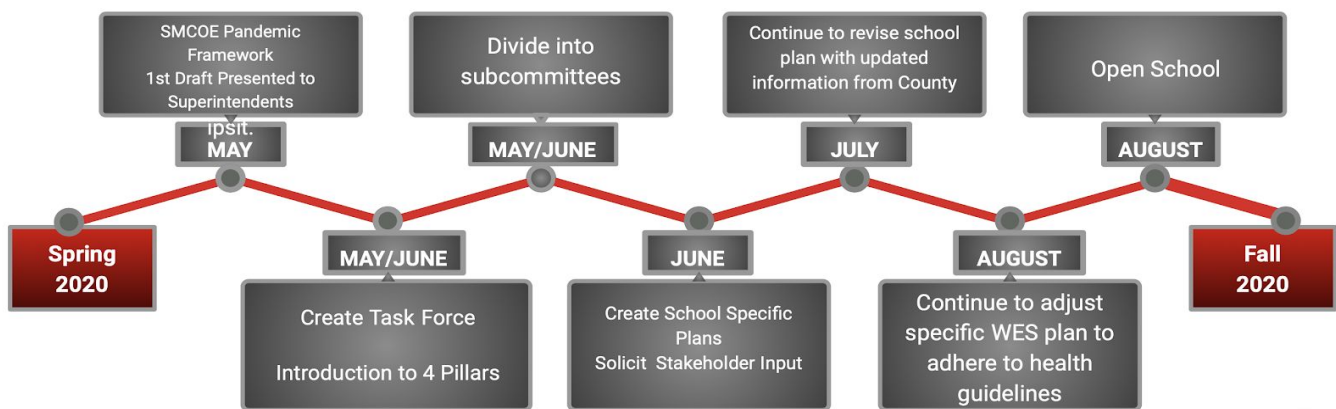 SMCOE Pandemic
Framework
1st Draft Presented to
Superintendents
ipsit.
MAY
Divide into
subcommittees
MAY/JUNE
Continue to revise school
plan with updated
information from County
JULY
Open School
AUGUST
Spring
2020
MAY/JUNE
Create Task Force
Introduction to 4 Pillars
JUNE
Create School Specific
Plans
Solicit Stakeholder Input
AUGUST
Continue to adjust
specific WES plan to
adhere to health
guidelines
Fall
2020